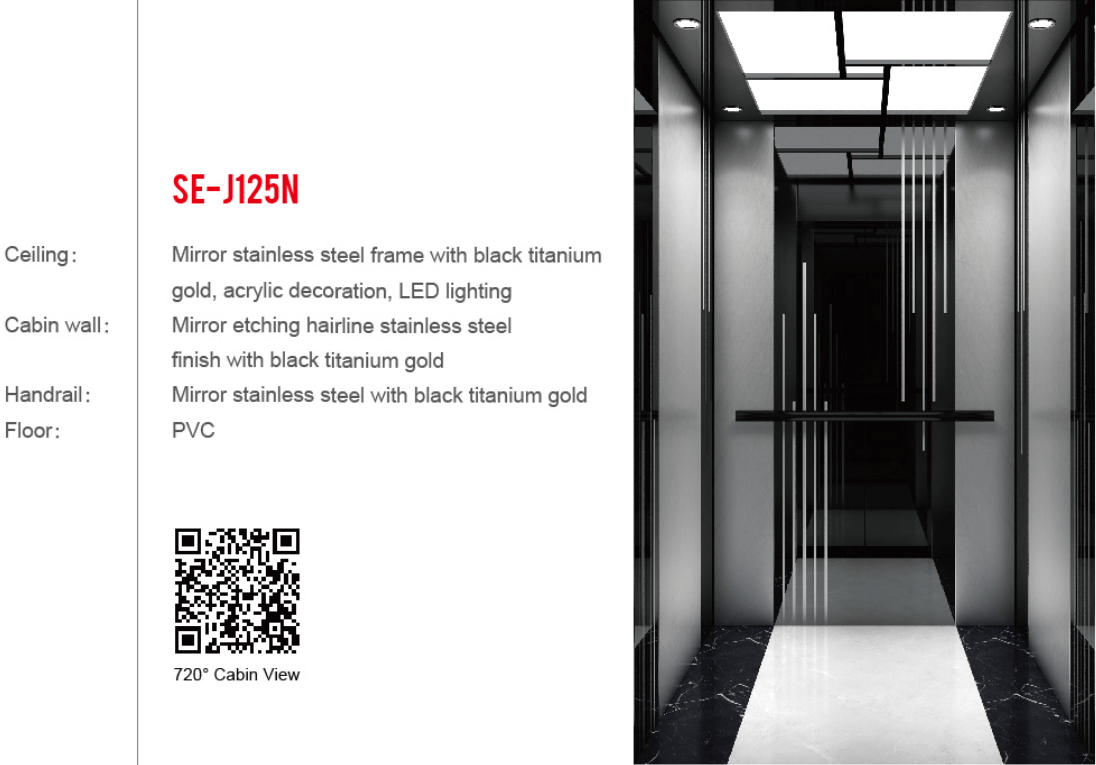 SE-J125N
Ceiling: Mirror stainless steel frame with black titanium
gold, acrylic decoration, LED lighting
Cabin wall: Mirror etching hairline stainless steel
finish with black titanium gold
Handrail: Mirror stainless steel with black titanium gold
Floor: PVC
720° Cabin View